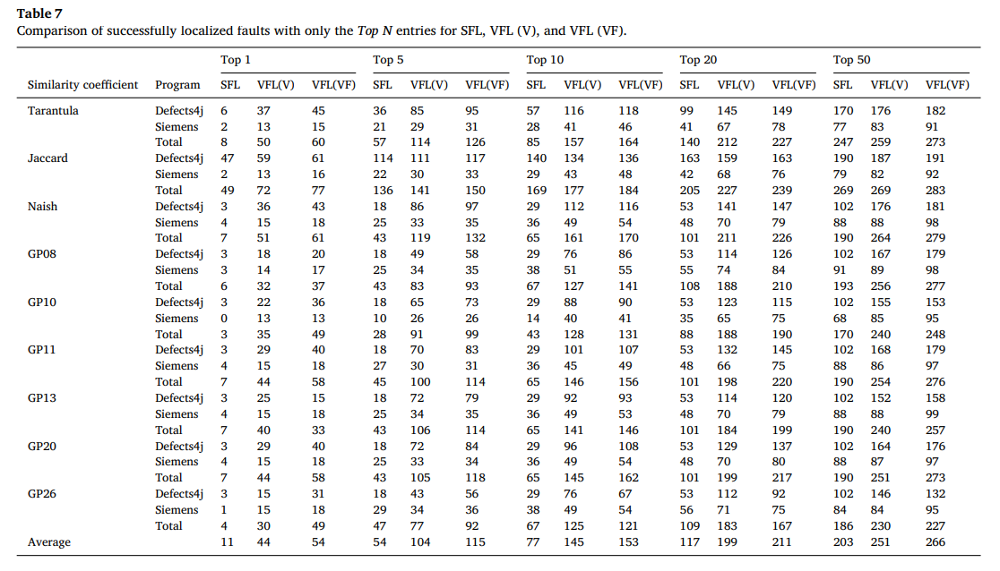 Table 7
Comparison of successfully localized faults with only the Top N entries for SFL, VFL (V), and VFL (VF).
Top 1 Top 5 Top 10 Top 20 Top 50
Similarity coefficient Program SFL VFL(V) VFL(VF) SFL VFL(V) VFL(VF) SFL VFL(V) VFL(VF) SFL VFL(V) VFL(VF) SFL VFL(V) VFL(VF)
Tarantula Defects4j 6 37 45 36 85 95 57 116 118 99 145 149 170 176 182
Siemens 2 13 15 21 29 31 28 41 46 41 67 78 77 83 91
Total 8 50 60 57 114 126 85 157 164 140 212 227 247 259 273
Jaccard Defects4j 47 59 61 114 111 117 140 134 136 163 159 163 190 187 191
Siemens 2 13 16 22 30 33 29 43 48 42 68 76 79 82 92
Total 49 72 77 136 141 150 169 177 184 205 227 239 269 269 283
Naish Defects4j 3 36 43 18 86 97 29 112 116 53 141 147 102 176 181
Siemens 4 15 18 25 33 35 36 49 54 48 70 79 88 88 98
Total 7 51 61 43 119 132 65 161 170 101 211 226 190 264 279
GP08 Defects4j 3 18 20 18 49 58 29 76 86 53 114 126 102 167 179
Siemens 3 14 17 25 34 35 38 51 55 55 74 84 91 89 98
Total 6 32 37 43 83 93 67 127 141 108 188 210 193 256 277
GP10 Defects4j 3 22 36 18 65 73 29 88 90 53 123 115 102 155 153
Siemens 0 13 13 10 26 26 14 40 41 35 65 75 68 85 95
Total 3 35 49 28 91 99 43 128 131 88 188 190 170 240 248
GP11 Defects4j 3 29 40 18 70 83 29 101 107 53 132 145 102 168 179
Siemens 4 15 18 27 30 31 36 45 49 48 66 75 88 86 97
Total 7 44 58 45 100 114 65 146 156 101 198 220 190 254 276
GP13 Defects4j 3 25 15 18 72 79 29 92 93 53 114 120 102 152 158
Siemens 4 15 18 25 34 35 36 49 53 48 70 79 88 88 99
Total 7 40 33 43 106 114 65 141 146 101 184 199 190 240 257
GP20 Defects4j 3 29 40 18 72 84 29 96 108 53 129 137 102 164 176
Siemens 4 15 18 25 33 34 36 49 54 48 70 80 88 87 97
Total 7 44 58 43 105 118 65 145 162 101 199 217 190 251 273
GP26 Defects4j 3 15 31 18 43 56 29 76 67 53 112 92 102 146 132
Siemens 1 15 18 29 34 36 38 49 54 56 71 75 84 84 95
Total 4 30 49 47 77 92 67 125 121 109 183 167 186 230 227
Average 11 44 54 54 104 115 77 145 153 117 199 211 203 251 266